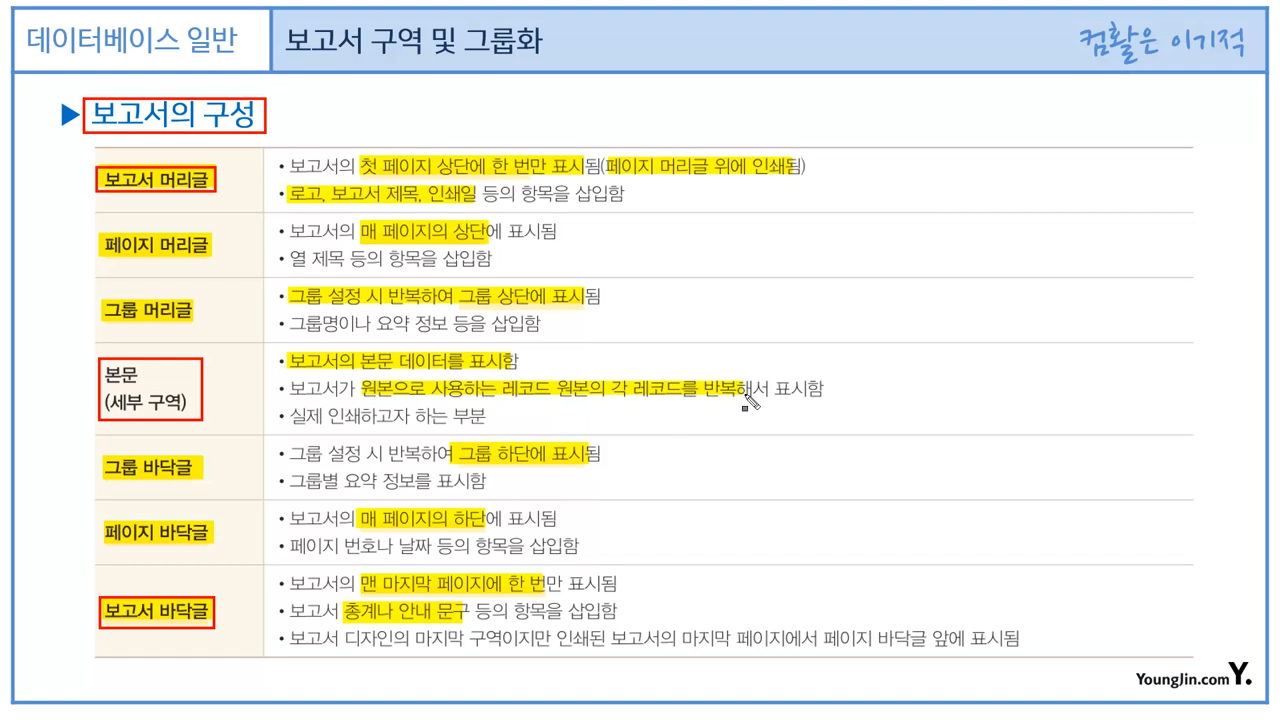 데이터베이스 일반
보고서 구역 및 그룹화
컴활은 이기적
▶ 보고서의 구성
보고서 머리글
• 보고서의 첫 페이지 상단에 한 번만 표시됨(페이지 머리글 위에 인쇄됨)
• 로고, 보고서 제목, 인쇄일 등의 항목을 삽입함
페이지 머리글
• 보고서의 매 페이지의 상단에 표시됨
• 열 제목 등의 항목을 삽입함
그룹 머리글
• 그룹 설정 시 반복하여 그룹 상단에 표시됨
• 그룹명이나 요약 정보 등을 삽입함
본문
(세부 구역)
• 보고서의 본문 데이터를 표시함
• 보고서가 원본으로 사용하는 레코드 원본의 각 레코드를 반복해서 표시함
• 실제 인쇄하고자 하는 부분
그룹 바닥글
• 그룹 설정 시 반복하여 그룹 하단에 표시됨
• 그룹별 요약 정보를 표시함
페이지 바닥글
• 보고서의 매 페이지의 하단에 표시됨
• 페이지 번호나 날짜 등의 항목을 삽입함
보고서 바닥글
• 보고서의 맨 마지막 페이지에 한 번만 표시됨
• 보고서 총계나 안내 문구 등의 항목을 삽입함
• 보고서 디자인의 마지막 구역이지만 인쇄된 보고서의 마지막 페이지에서 페이지 바닥글 앞에 표시됨
YoungJin.com Y.